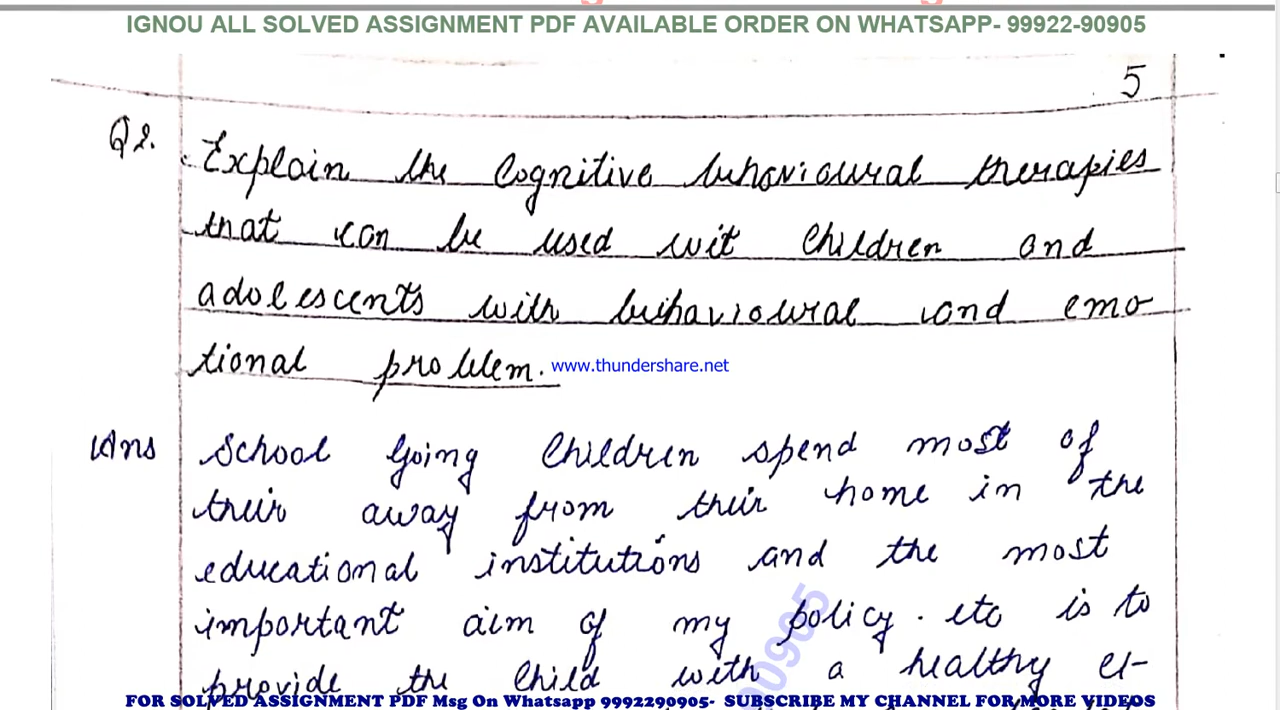 IGNOU ALL SOLVED ASSIGNMENT PDF AVAILABLE ORDER ON WHATSAPP- 99922-90905
5
Q2. Explain the Cognitive behavioural therapies
that can be used wit children and
adolescents with behavioural and emo
tional problem.
www.thundershare.net
Ans School Going Children spend most of
their away from their home in the
educational institutions and the most
important aim of my policy. etc is to
provide the Child with a healthy
90905
FOR SOLVED ASSIGNMENT PDF Msg On Whatsapp 9992290905- SUBSCRIBE MY CHANNEL FOR MORE VIDEOS